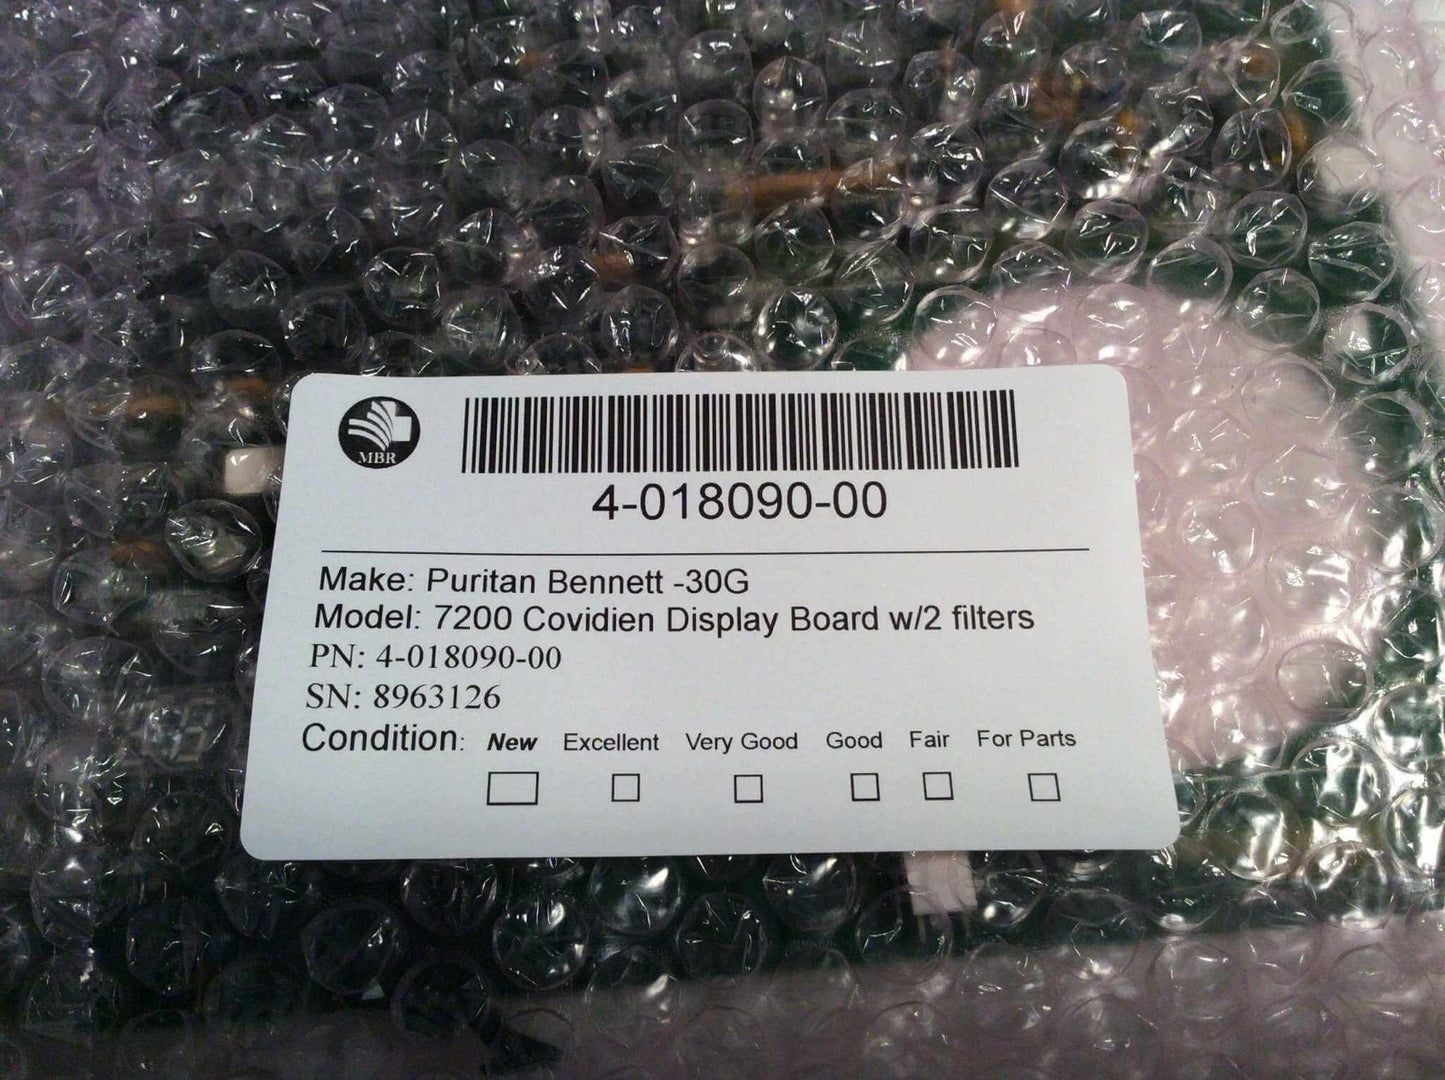 MBR
4-018090-00
Make: Puritan Bennett -30G
Model: 7200 Covidien Display Board w/2 filters
PN: 4-018090-00
SN: 8963126
Condition: New Excellent Very Good Good Fair For Parts